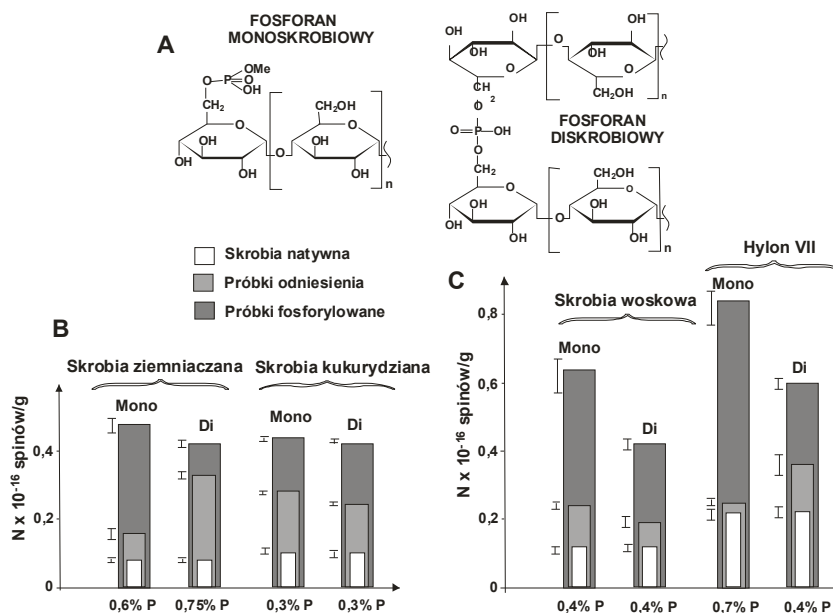 A
FOSFORAN
MONOSKROBIOWY
O
OMe
P
O
OH
CH2
O
OH
OH
OH
O
CH2OH
O
OH
OH
n
OH OH
OH
OH
O
O
CH
2
O
OH
OH
O
O
CH2OH
n
O=P-OH
O
FOSFORAN
DISKROBIOWY
CH2
O
OH
OH
OH
O
CH2OH
O
OH
OH
n
Skrobia natywna
Próbki odniesienia
Próbki fosforylowane
B
Skrobia ziemniaczana
Skrobia kukurydziana
Mono
Di
Mono
Di
N x 10-16 spinów/g
0,4
0,2
0
0,6% P
0,75% P
0,3% P
0,3% P
C
Hylon VII
Skrobia woskowa
Mono
Di
Mono
Di
N x 10-16 spinów/g
0,8
0,6
0,4
0,2
0
0,4% P
0,4% P
0,7% P
0,4% P